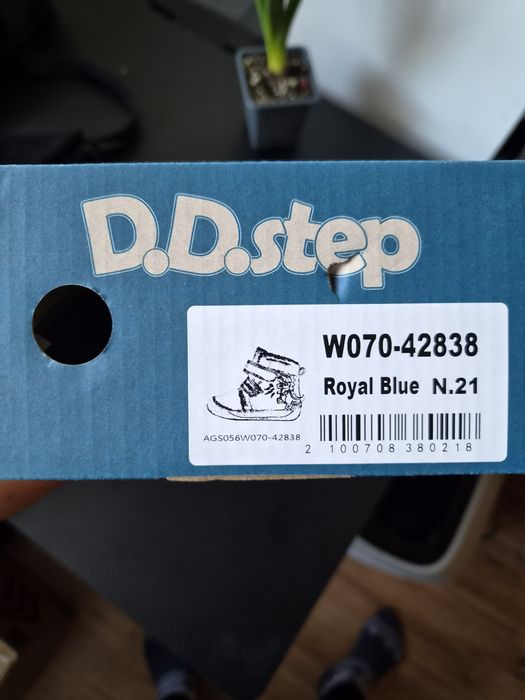 D.D.step
W070-42838
Royal Blue N.21
AGS056W070-42838
2 100708 380218